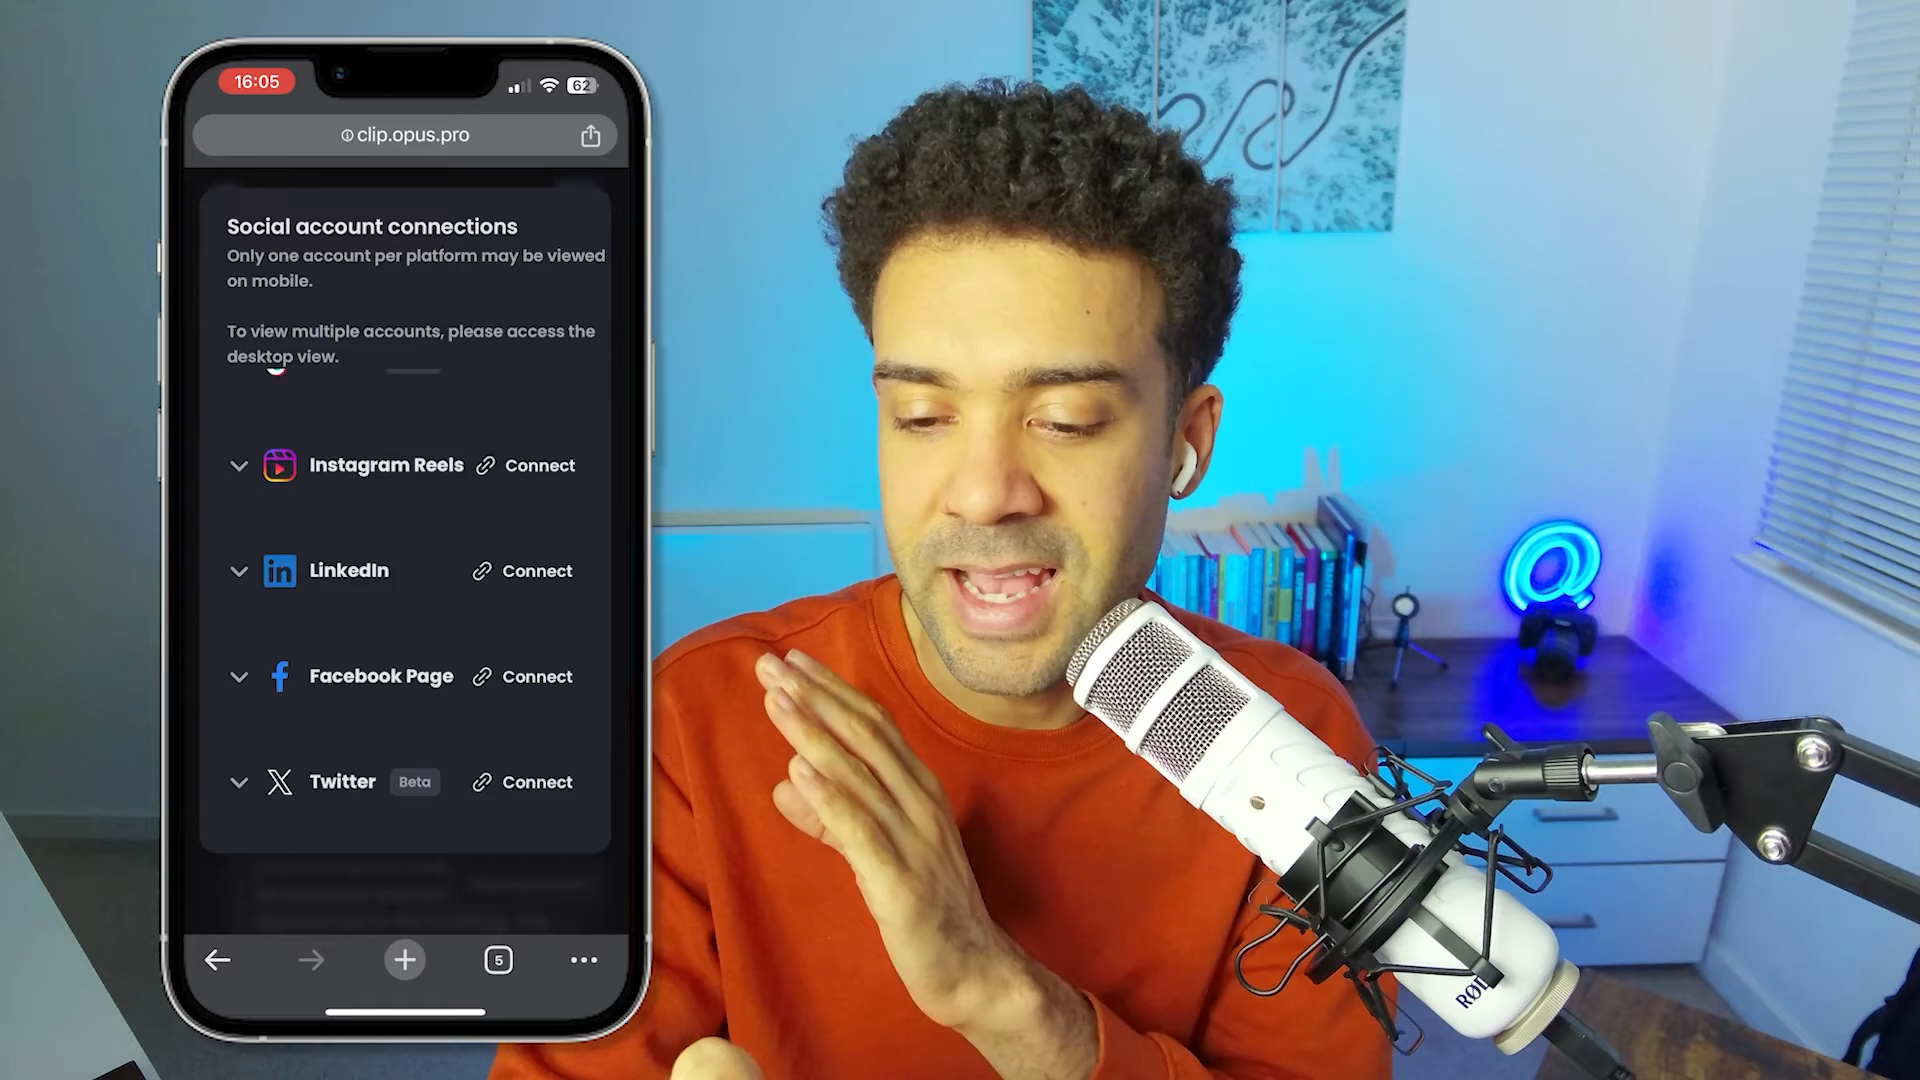 16:05
62
clip.opus.pro
Social account connections
Only one account per platform may be viewed
on mobile.
To view multiple accounts, please access the
desktop view.
Instagram Reels Connect
LinkedIn Connect
Facebook Page Connect
Twitter Beta Connect
5